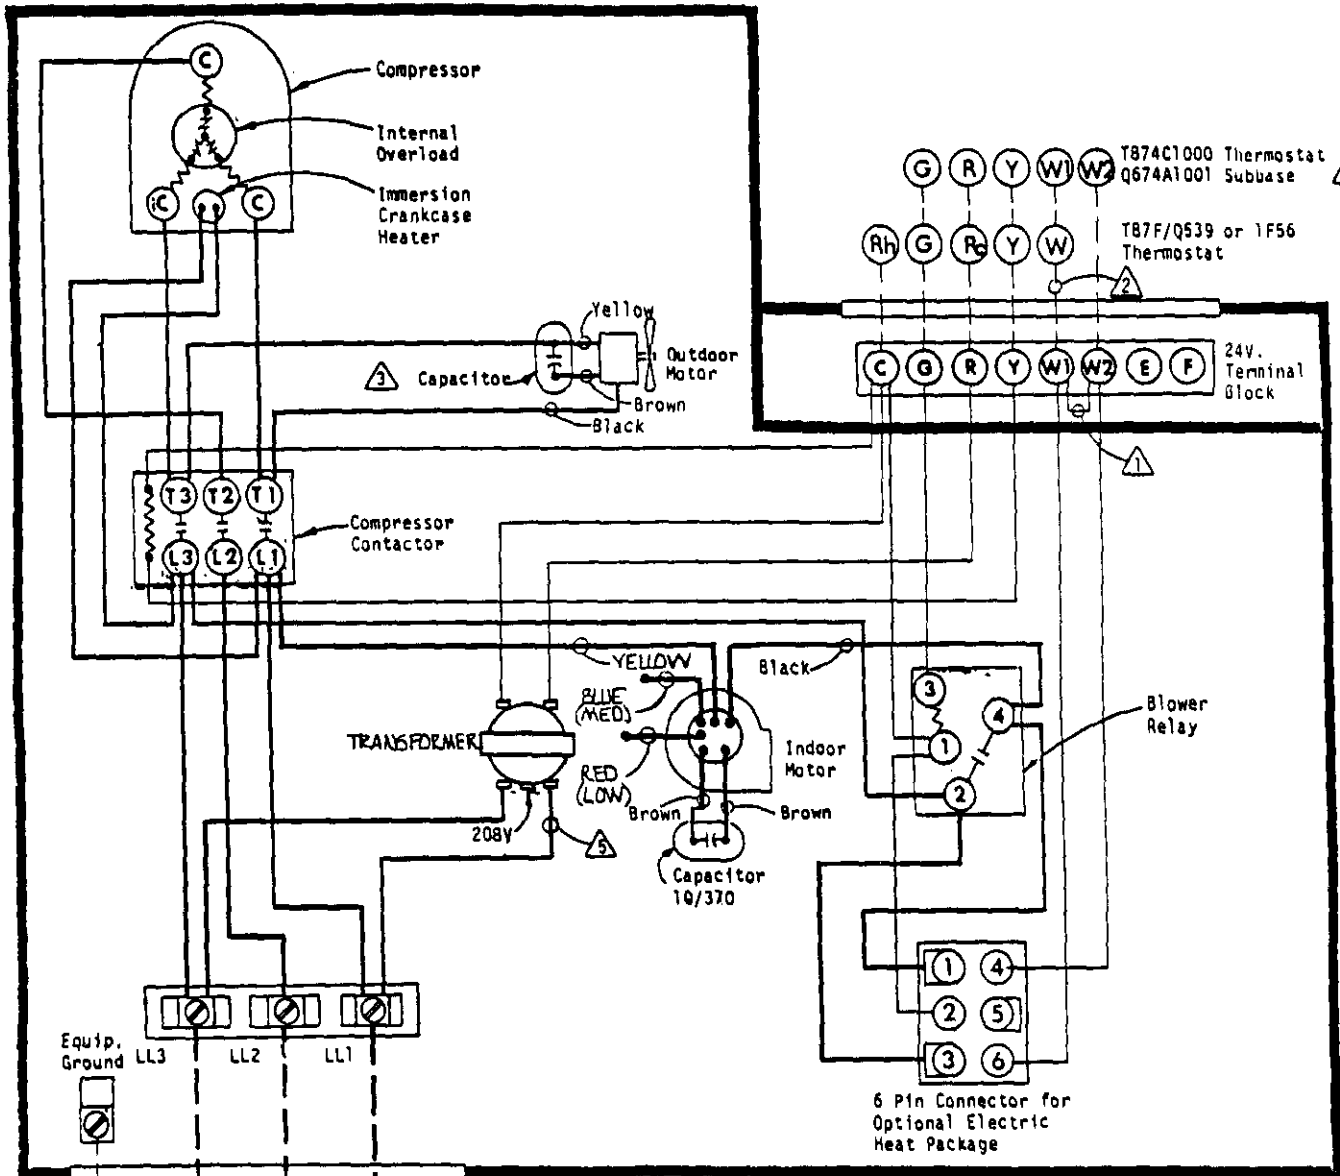 C
Compressor
Internal
Overload
Immersion
Crankcase
Heater
C
C
G R Y W1 W2
T874C1000 Thermostat
Q674A1001 Subbase
Rh G Rc Y W
T87F/Q539 or 1F56
Thermostat
2
Yellow
Outdoor
Motor
3
Capacitor
Brown
Black
C G R Y W1 W2 E F
24V.
Terminal
Block
1
T3 T2 T1
Compressor
Contactor
L3 L2 L1
YELLOW
Black
BLUE
(MED)
3
4
Blower
Relay
TRANSFORMER
Indoor
Motor
1
RED
(LOW)
2
Brown
Brown
208V
5
Capacitor
10/370
1 4
2 5
3 6
Equip.
Ground
LL3
LL2
LL1
6 Pin Connector for
Optional Electric
Heat Package